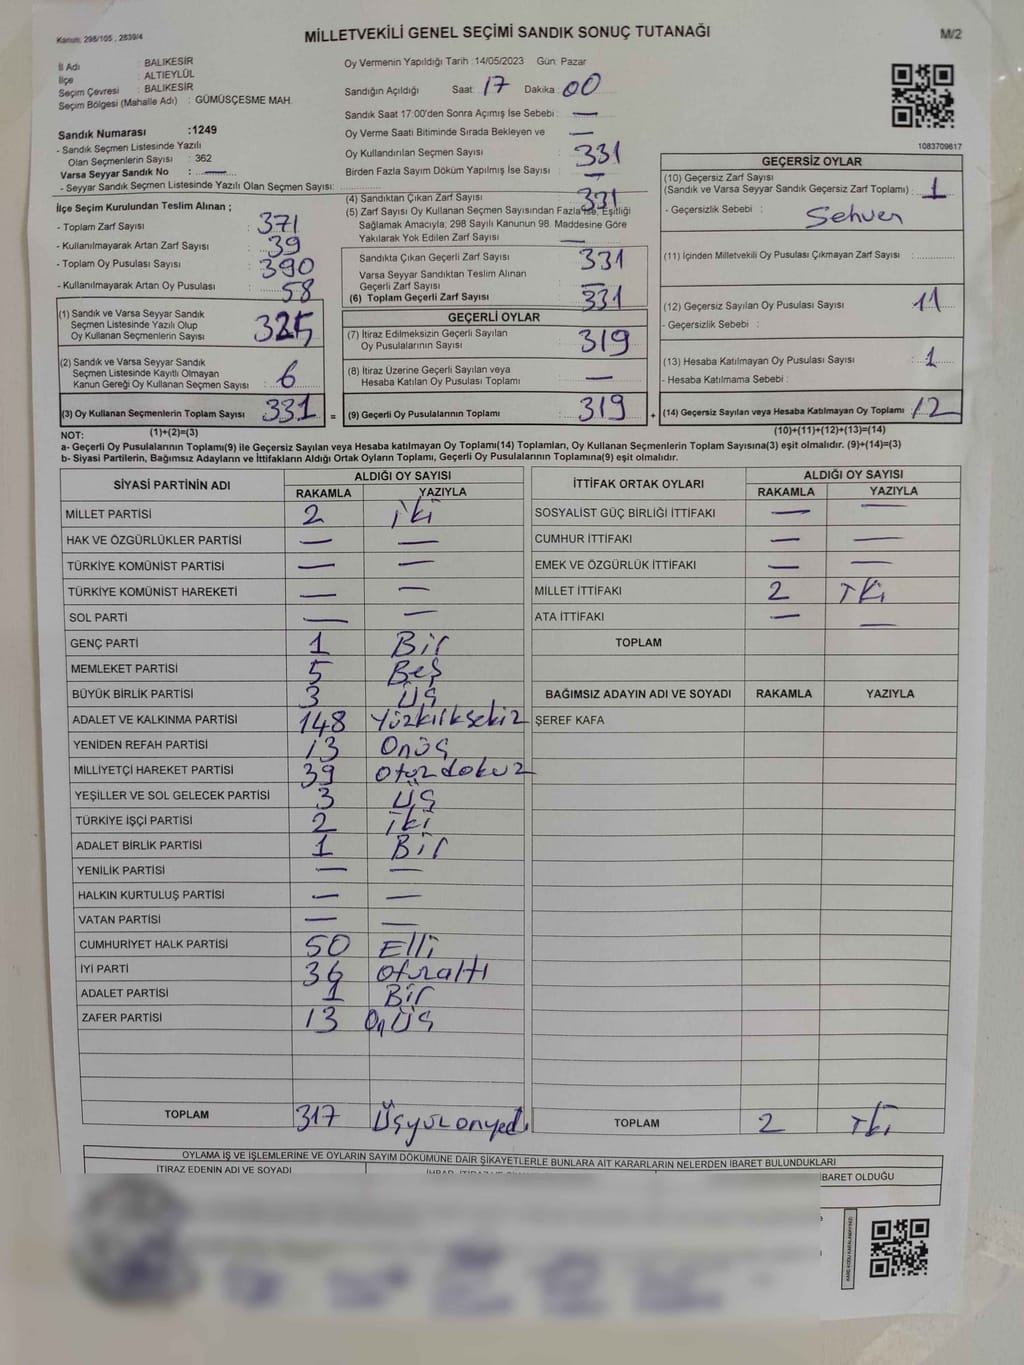 Kanun: 298/105 , 2839/4
MİLLETVEKİLİ GENEL SEÇİMİ SANDIK SONUÇ TUTANAĞI
M/2
İl Adı : BALIKESİR
İlçe : ALTIEYLÜL
Seçim Çevresi : BALIKESİR
Seçim Bölgesi (Mahalle Adı) : GÜMÜŞÇEŞME MAH.
Oy Vermenin Yapıldığı Tarih : 14/05/2023 Gün: Pazar
Sandığın Açıldığı Saat: 17 Dakika : 00
Sandık Saat 17:00'den Sonra Açımış İse Sebebi : —
Oy Verme Saati Bitiminde Sırada Bekleyen ve —
Oy Kullandırılan Seçmen Sayısı : 331
Birden Fazla Sayım Döküm Yapılmış İse Sayısı : —
1083709617
Sandık Numarası :1249
- Sandık Seçmen Listesinde Yazılı
Olan Seçmenlerin Sayısı : 362
Varsa Seyyar Sandık No : —
- Seyyar Sandık Seçmen Listesinde Yazılı Olan Seçmen Sayısı:
İlçe Seçim Kurulundan Teslim Alınan ;
- Toplam Zarf Sayısı : 371
- Kullanılmayarak Artan Zarf Sayısı : 39
- Toplam Oy Pusulası Sayısı : 390
- Kullanılmayarak Artan Oy Pusulası : 58
(1) Sandık ve Varsa Seyyar Sandık
Seçmen Listesinde Yazılı Olup
Oy Kullanan Seçmenlerin Sayısı : 325
(2) Sandık ve Varsa Seyyar Sandık
Seçmen Listesinde Kayıtlı Olmayan
Kanun Gereği Oy Kullanan Seçmen Sayısı : 6
(3) Oy Kullanan Seçmenlerin Toplam Sayısı : 331
(1)+(2)=(3)
(4) Sandıktan Çıkan Zarf Sayısı : 331
(5) Zarf Sayısı Oy Kullanan Seçmen Sayısından Fazla İse, Eşitliği
Sağlamak Amacıyla; 298 Sayılı Kanunun 98. Maddesine Göre
Yakılarak Yok Edilen Zarf Sayısı : —
Sandıkta Çıkan Geçerli Zarf Sayısı : 331
Varsa Seyyar Sandıktan Teslim Alınan
Geçerli Zarf Sayısı : —
(6) Toplam Geçerli Zarf Sayısı : 331
GEÇERLİ OYLAR
(7) İtiraz Edilmeksizin Geçerli Sayılan
Oy Pusulalarının Sayısı : 319
(8) İtiraz Üzerine Geçerli Sayılan veya
Hesaba Katılan Oy Pusulası Toplamı : —
= (9) Geçerli Oy Pusulalarının Toplamı : 319
GEÇERSİZ OYLAR
(10) Geçersiz Zarf Sayısı
(Sandık ve Varsa Seyyar Sandık Geçersiz Zarf Toplamı) : 1
- Geçersizlik Sebebi : Sehven
(11) İçinden Milletvekili Oy Pusulası Çıkmayan Zarf Sayısı :
(12) Geçersiz Sayılan Oy Pusulası Sayısı : 11
- Geçersizlik Sebebi :
(13) Hesaba Katılmayan Oy Pusulası Sayısı : 1
- Hesaba Katılmama Sebebi :
+ (14) Geçersiz Sayılan veya Hesaba Katılmayan Oy Toplamı : 12
(10)+(11)+(12)+(13)=(14)
NOT:
a- Geçerli Oy Pusulalarının Toplamı(9) ile Geçersiz Sayılan veya Hesaba katılmayan Oy Toplamı(14) Toplamları, Oy Kullanan Seçmenlerin Toplam Sayısına(3) eşit olmalıdır. (9)+(14)=(3)
b- Siyasi Partilerin, Bağımsız Adayların ve İttifakların Aldığı Ortak Oyların Toplamı, Geçerli Oy Pusulalarının Toplamına(9) eşit olmalıdır.
SİYASİ PARTİNİN ADI ALDIĞI OY SAYISI
RAKAMLA YAZIYLA
MİLLET PARTİSİ 2 iki
HAK VE ÖZGÜRLÜKLER PARTİSİ — —
TÜRKİYE KOMÜNİST PARTİSİ — —
TÜRKİYE KOMÜNİST HAREKETİ — —
SOL PARTİ — —
GENÇ PARTİ 1 Bir
MEMLEKET PARTİSİ 5 Beş
BÜYÜK BİRLİK PARTİSİ 3 Üç
ADALET VE KALKINMA PARTİSİ 148 Yüzkırksekiz
YENİDEN REFAH PARTİSİ 13 Onüç
MİLLİYETÇİ HAREKET PARTİSİ 39 otuzdokuz
YEŞİLLER VE SOL GELECEK PARTİSİ 3 Üç
TÜRKİYE İŞÇİ PARTİSİ 2 iki
ADALET BİRLİK PARTİSİ 1 Bir
YENİLİK PARTİSİ — —
HALKIN KURTULUŞ PARTİSİ — —
VATAN PARTİSİ — —
CUMHURİYET HALK PARTİSİ 50 Elli
İYİ PARTİ 36 otuzaltı
ADALET PARTİSİ 1 Bir
ZAFER PARTİSİ 13 Onüç
TOPLAM 317 Üçyüzonyedi
İTTİFAK ORTAK OYLARI ALDIĞI OY SAYISI
RAKAMLA YAZIYLA
SOSYALİST GÜÇ BİRLİĞİ İTTİFAKI — —
CUMHUR İTTİFAKI — —
EMEK VE ÖZGÜRLÜK İTTİFAKI — —
MİLLET İTTİFAKI 2 İki
ATA İTTİFAKI — —
TOPLAM
BAĞIMSIZ ADAYIN ADI VE SOYADI RAKAMLA YAZIYLA
ŞEREF KAFA
TOPLAM 2 İki
OYLAMA İŞ VE İŞLEMLERİNE VE OYLARIN SAYIM DÖKÜMÜNE DAİR ŞİKAYETLERLE BUNLARA AİT KARARLARIN NELERDEN İBARET BULUNDUKLARI
İTİRAZ EDENİN ADI VE SOYADI
İBARET OLDUĞU